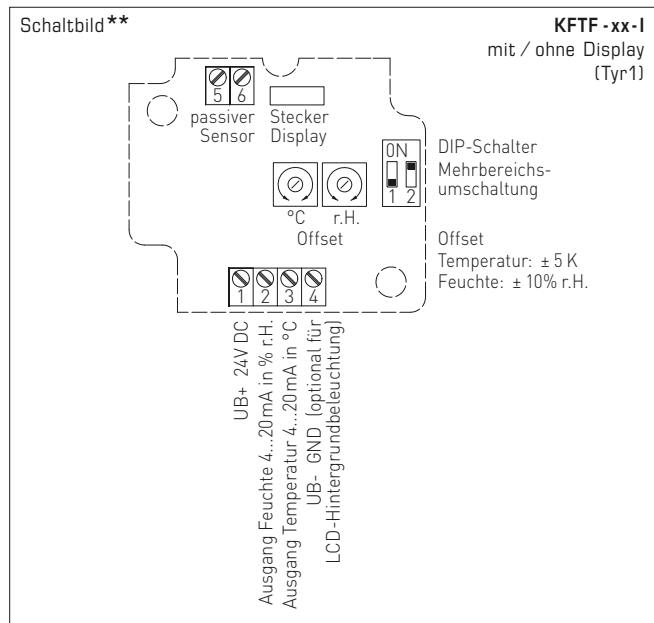 Schaltbild**
KFTF -xx-I
mit / ohne Display
(Tyr1)
5 6
passiver
Sensor
Stecker
Display
ON
1 2
DIP-Schalter
Mehrbereichs-
umschaltung
°C r.H.
Offset
Offset
Temperatur: ± 5 K
Feuchte: ± 10% r.H.
1 2 3 4
UB+ 24V DC
Ausgang Feuchte 4...20mA in % r.H.
Ausgang Temperatur 4...20mA in °C
UB- GND (optional für
LCD-Hintergrundbeleuchtung)